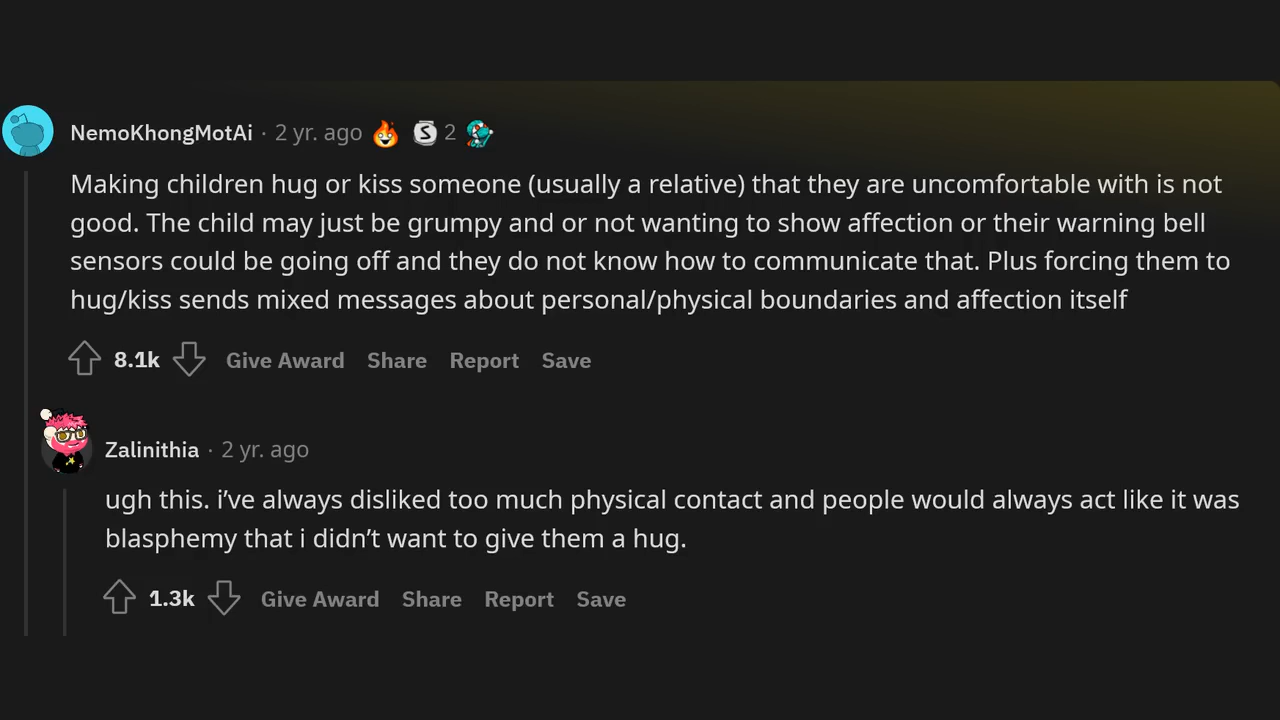 NemoKhongMotAi · 2 yr. ago S 2
Making children hug or kiss someone (usually a relative) that they are uncomfortable with is not
good. The child may just be grumpy and or not wanting to show affection or their warning bell
sensors could be going off and they do not know how to communicate that. Plus forcing them to
hug/kiss sends mixed messages about personal/physical boundaries and affection itself
8.1k Give Award Share Report Save
Zalinithia · 2 yr. ago
ugh this. i’ve always disliked too much physical contact and people would always act like it was
blasphemy that i didn’t want to give them a hug.
1.3k Give Award Share Report Save